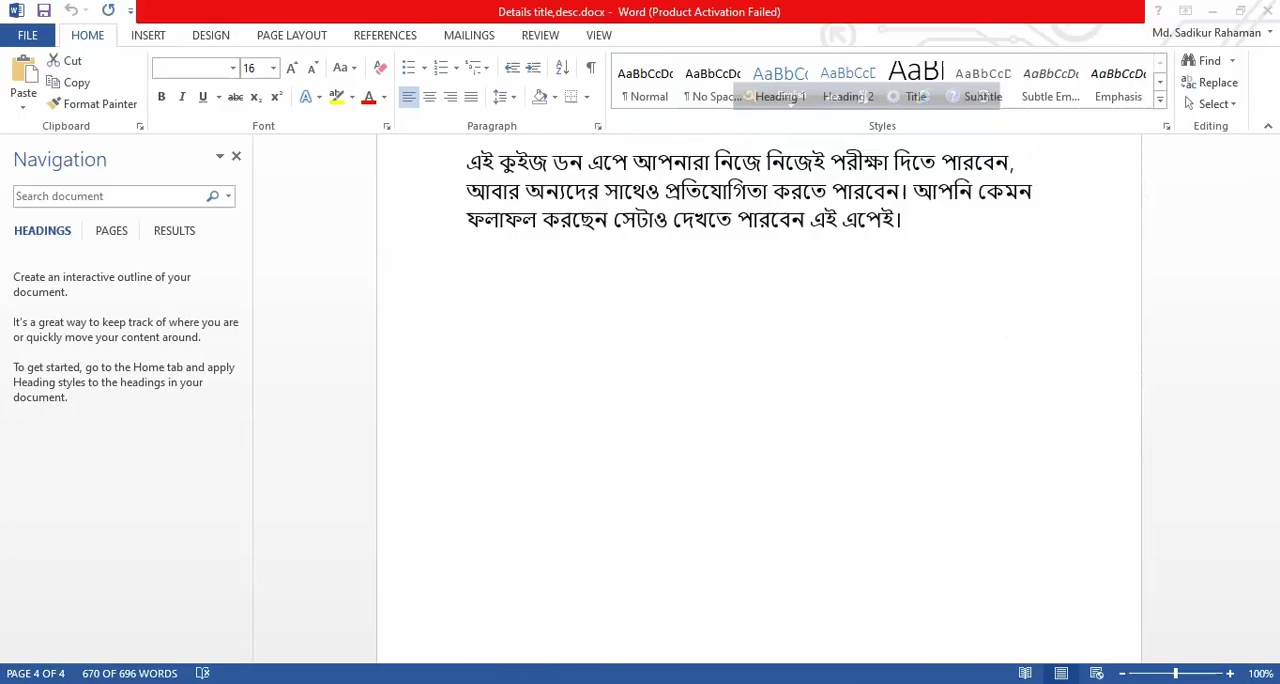 Details title,desc.docx - Word (Product Activation Failed)
FILE HOME INSERT DESIGN PAGE LAYOUT REFERENCES MAILINGS REVIEW VIEW Md. Sadikur Rahaman
Paste Cut Copy Format Painter
16 Aa
AaBbCcDc AaBbCcDc AaBbCc AaBbCcD AaBl AaBbCcD AaBbCcDc AaBbCcDc
¶ Normal ¶ No Spac... Heading 1 Heading 2 Title Subtitle Subtle Em... Emphasis
Find Replace Select
Clipboard Font Paragraph Styles Editing
Navigation
Search document
HEADINGS PAGES RESULTS
Create an interactive outline of your
document.
It's a great way to keep track of where you are
or quickly move your content around.
To get started, go to the Home tab and apply
Heading styles to the headings in your
document.
এই কুইজ ডন এপে আপনারা নিজে নিজেই পরীক্ষা দিতে পারবেন,
আবার অন্যদের সাথেও প্রতিযোগিতা করতে পারবেন। আপনি কেমন
ফলাফল করছেন সেটাও দেখতে পারবেন এই এপেই।
PAGE 4 OF 4 670 OF 696 WORDS 100%